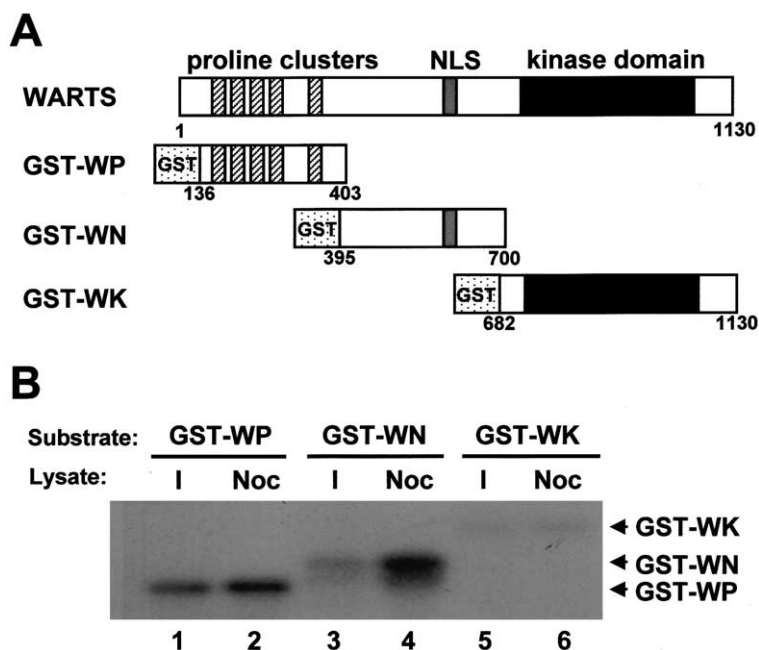 A
proline clusters NLS kinase domain
WARTS
1 1130
GST-WP GST
136 403
GST-WN GST
395 700
GST-WK GST
682 1130
B
Substrate: GST-WP GST-WN GST-WK
Lysate: I Noc I Noc I Noc
GST-WK
GST-WN
GST-WP
1 2 3 4 5 6